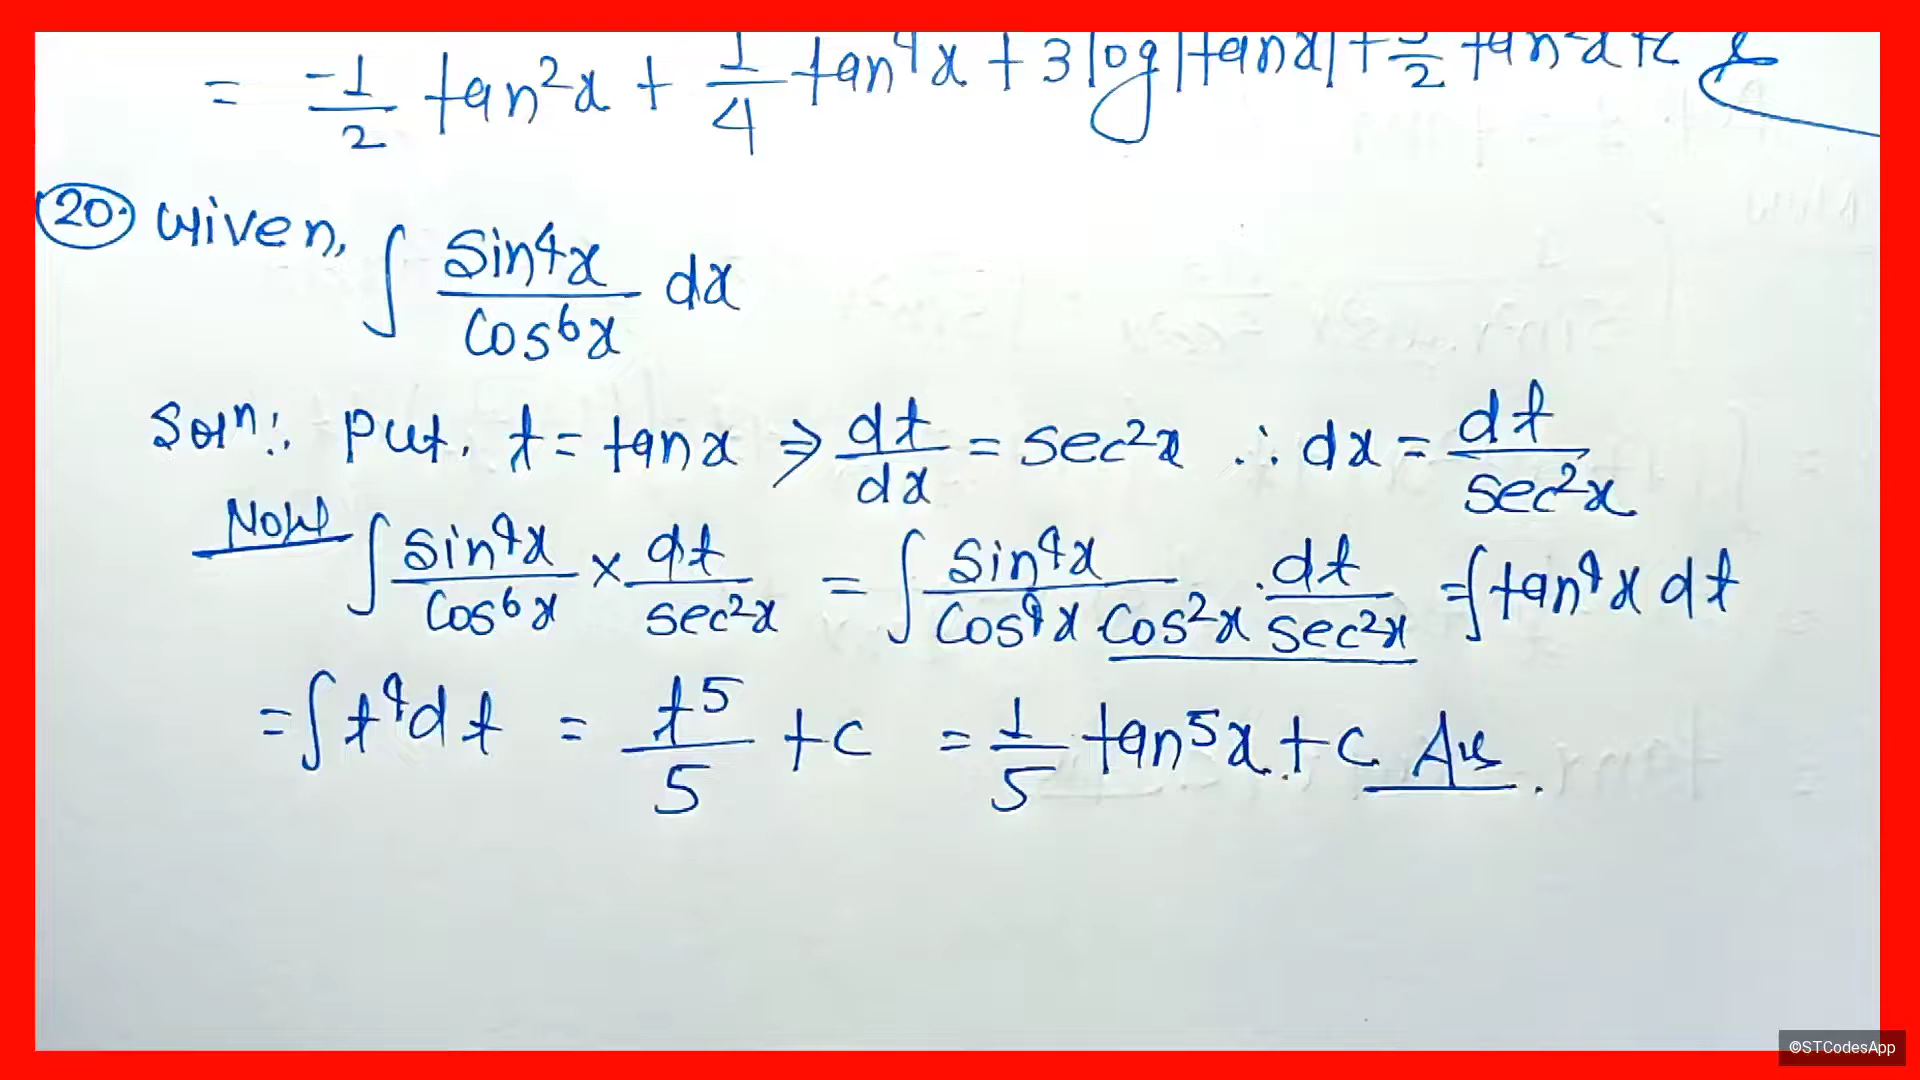 = -1/2 tan²x + 1/4 tan⁴x + 3 log|tanx| + 3/2 tan²x + c
20. Given, ∫ sin⁴x/cos⁶x dx
Soln:. Put, t = tanx ⇒ dt/dx = sec²x ∴ dx = dt/sec²x
Now ∫ sin⁴x/cos⁶x × dt/sec²x = ∫ sin⁴x/cos⁴x cos²x . dt/sec²x = ∫ tan⁴x dt
= ∫ t⁴ dt = t⁵/5 + c = 1/5 tan⁵x + c Ans.
©STCodesApp